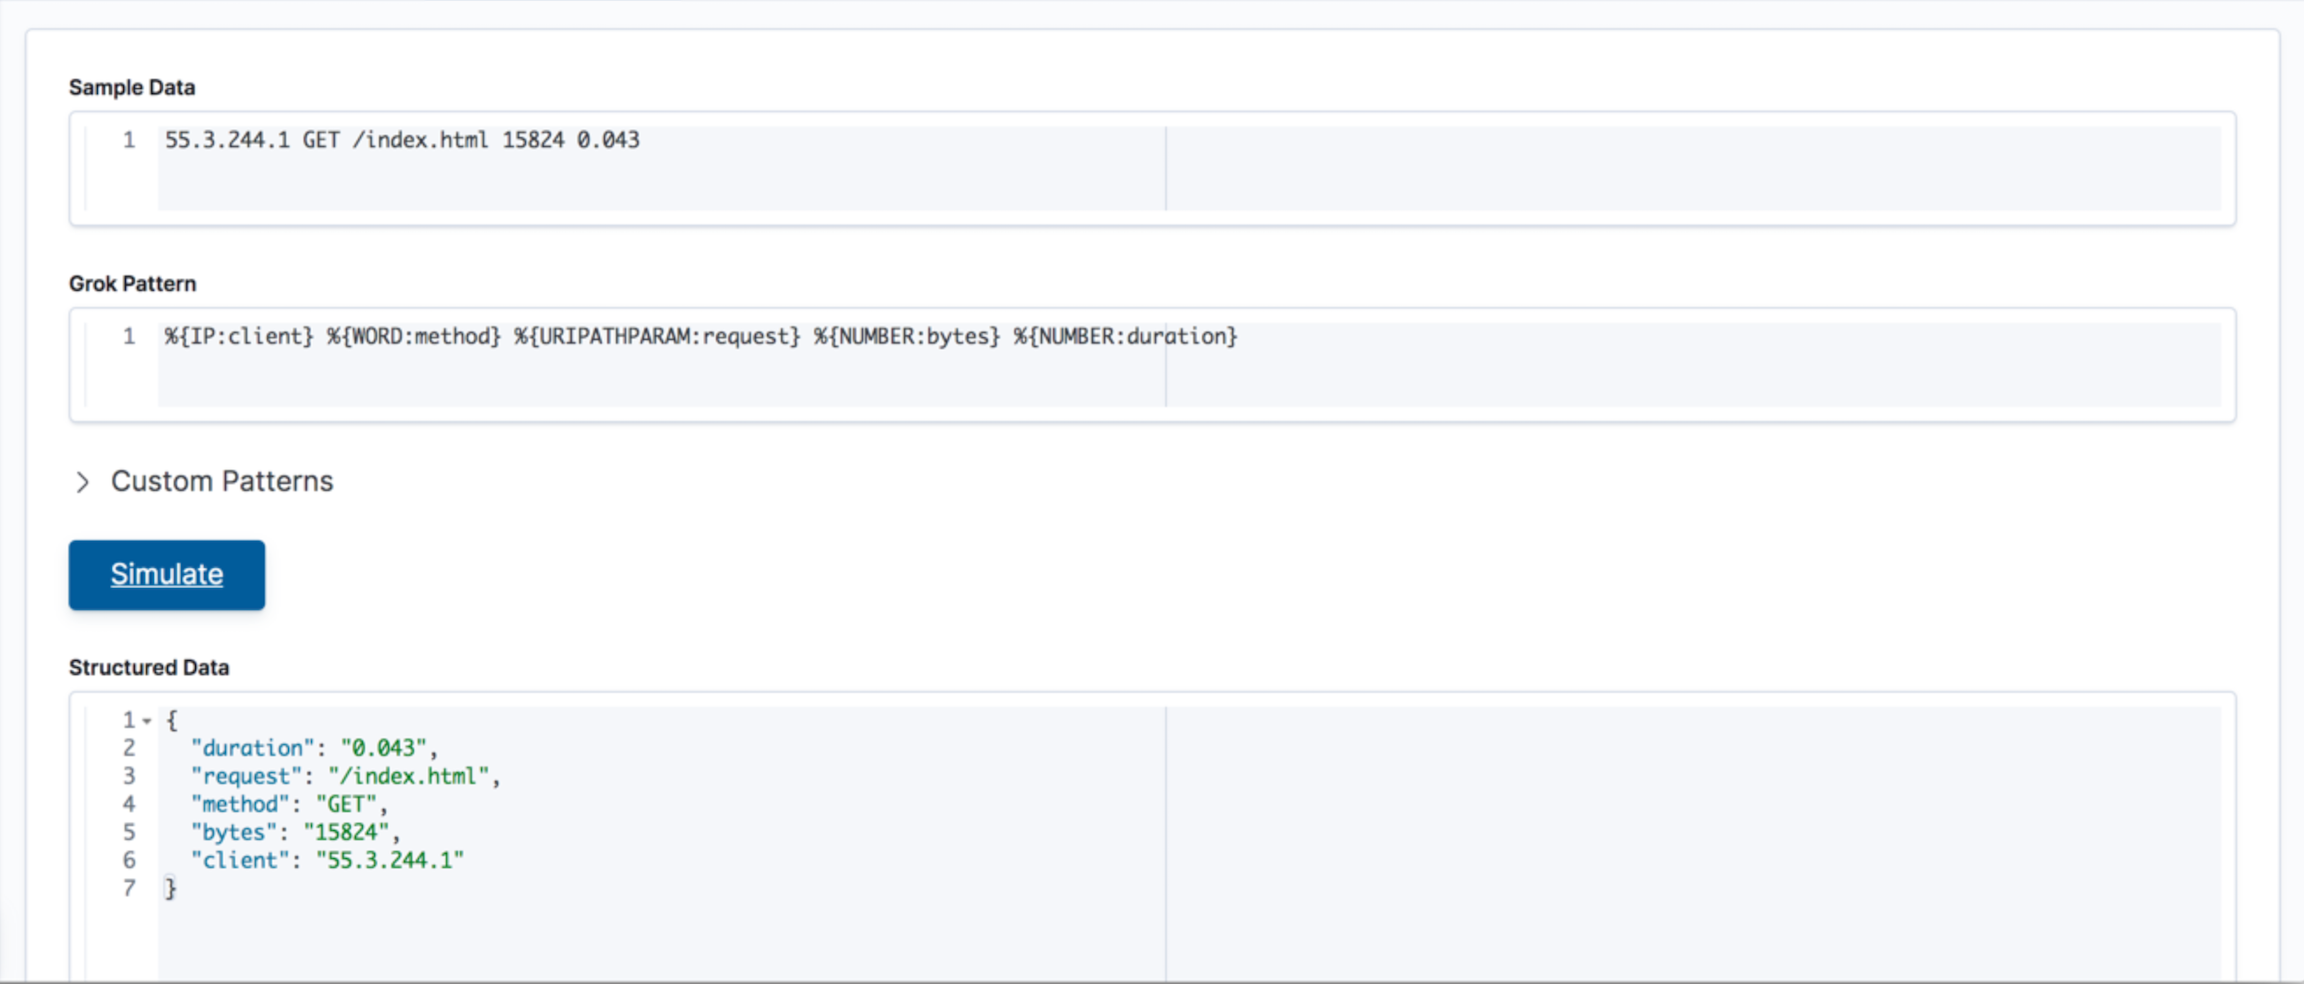 Sample Data
1 55.3.244.1 GET /index.html 15824 0.043
Grok Pattern
1 %{IP:client} %{WORD:method} %{URIPATHPARAM:request} %{NUMBER:bytes} %{NUMBER:duration}
Custom Patterns
Simulate
Structured Data
1 {
2 "duration": "0.043",
3 "request": "/index.html",
4 "method": "GET",
5 "bytes": "15824",
6 "client": "55.3.244.1"
7 }